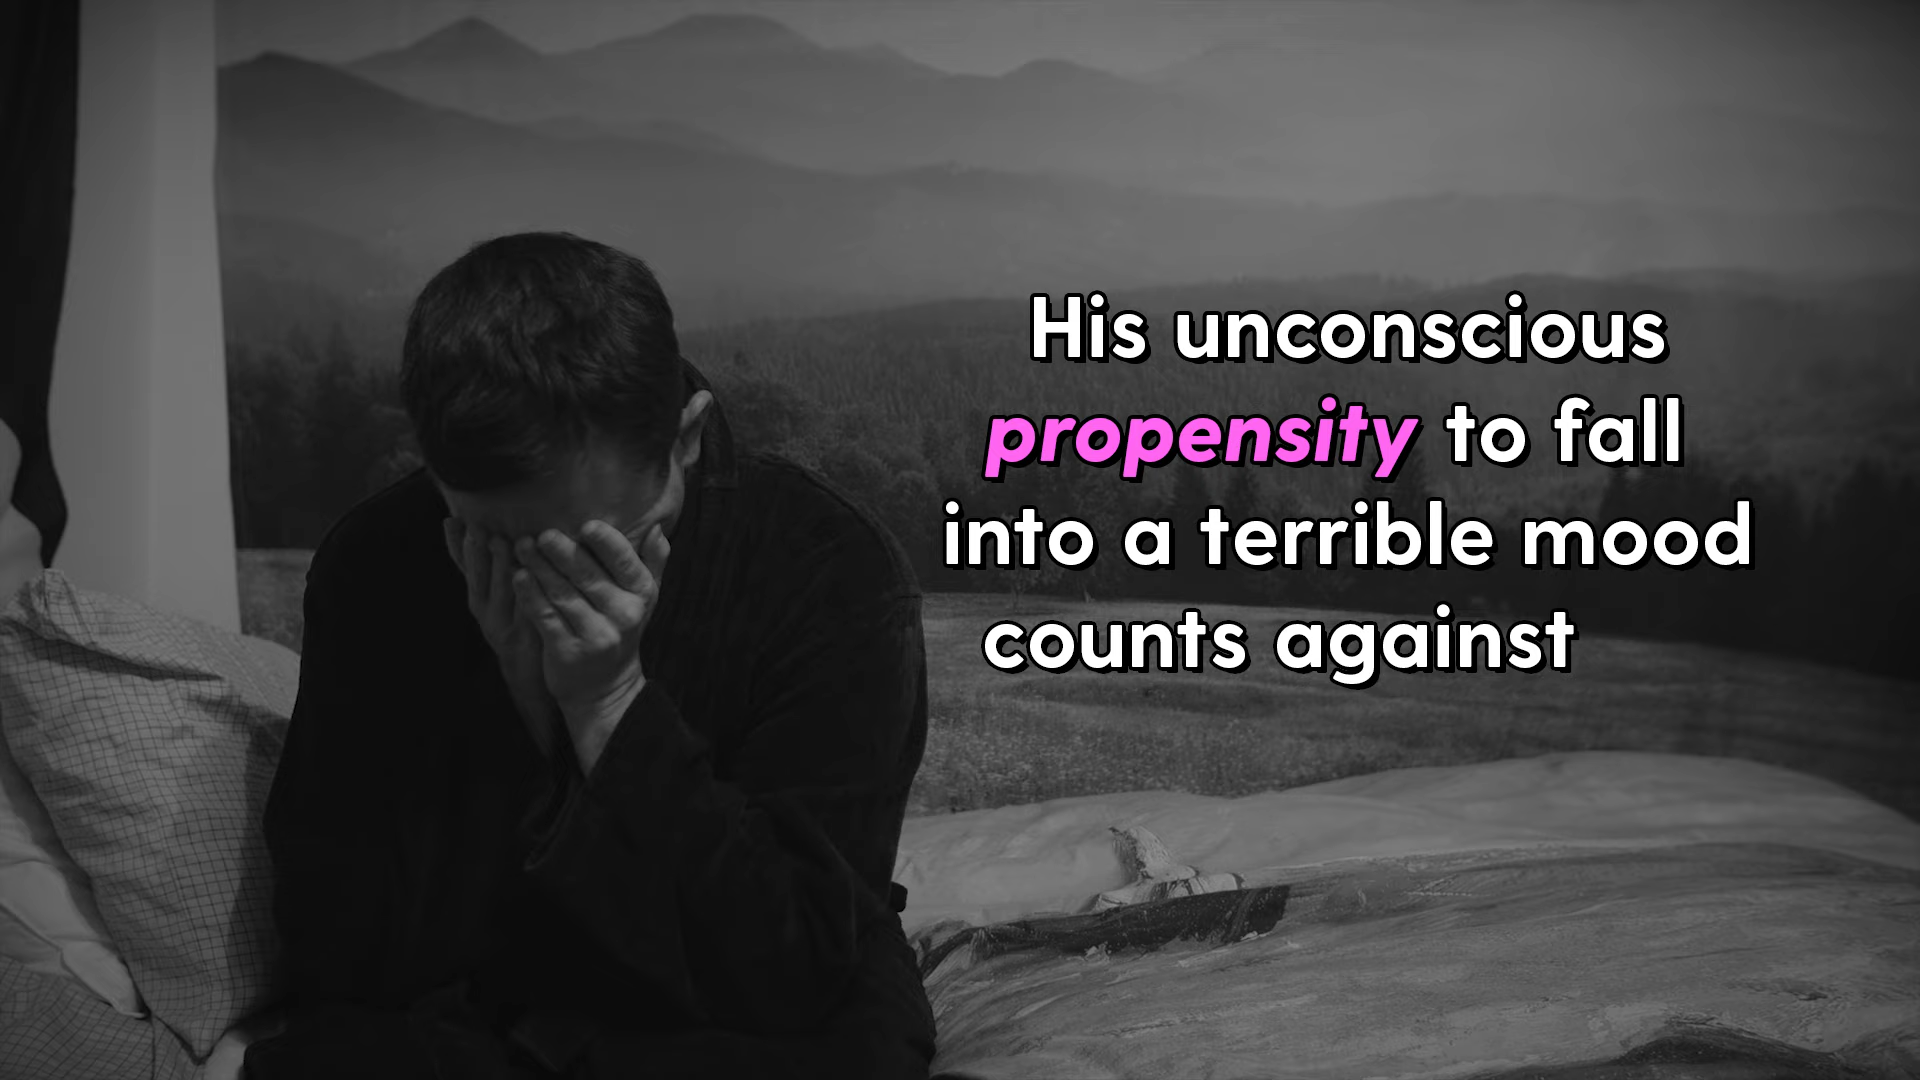 His unconscious
propensity to fall
into a terrible mood
counts against